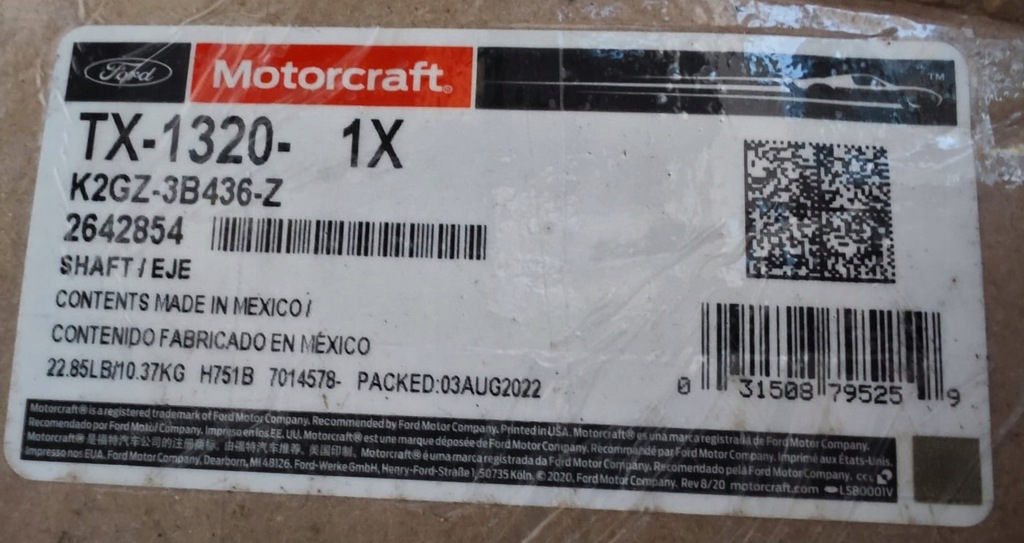 Ford Motorcraft® TM
TX-1320- 1X
K2GZ-3B436-Z
2642854
SHAFT / EJE
CONTENTS MADE IN MEXICO /
CONTENIDO FABRICADO EN MÉXICO
22.85LB/10.37KG H751B 7014578- PACKED:03AUG2022
0 31508 79525 9
Motorcraft® is a registered trademark of Ford Motor Company. Recommended by Ford Motor Company. Printed in USA. Motorcraft® es una marca registrada de Ford Motor Company.
Recomendado por Ford Motor Company. Impreso en los EE. UU. Motorcraft® est une marque déposée de Ford Motor Company. Recommandé par Ford Motor Company. Imprimé aux États-Unis.
Motorcraft® 是福特汽车公司的注册商标。由福特汽车推荐。美国印制。Motorcraft® é uma marca registrada da Ford Motor Company. Recomendado pela Ford Motor Company.
Impresso nos EUA. Ford Motor Company, Dearborn, MI 48126. Ford-Werke GmbH, Henry-Ford-Straße 1, 50735 Köln. © 2020, Ford Motor Company. Rev 8/20 motorcraft.com LSB0001V